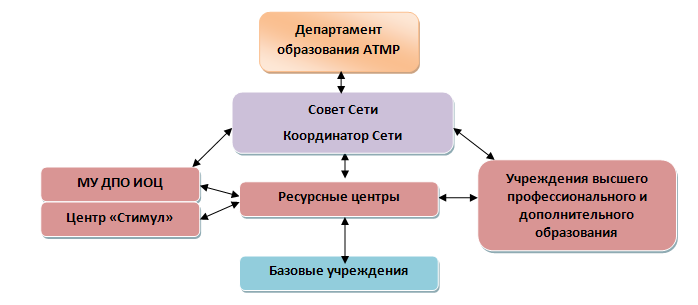 Департамент
образования АТМР
Совет Сети
Координатор Сети
МУ ДПО ИОЦ
Центр «Стимул»
Ресурсные центры
Учреждения высшего
профессионального и
дополнительного
образования
Базовые учреждения